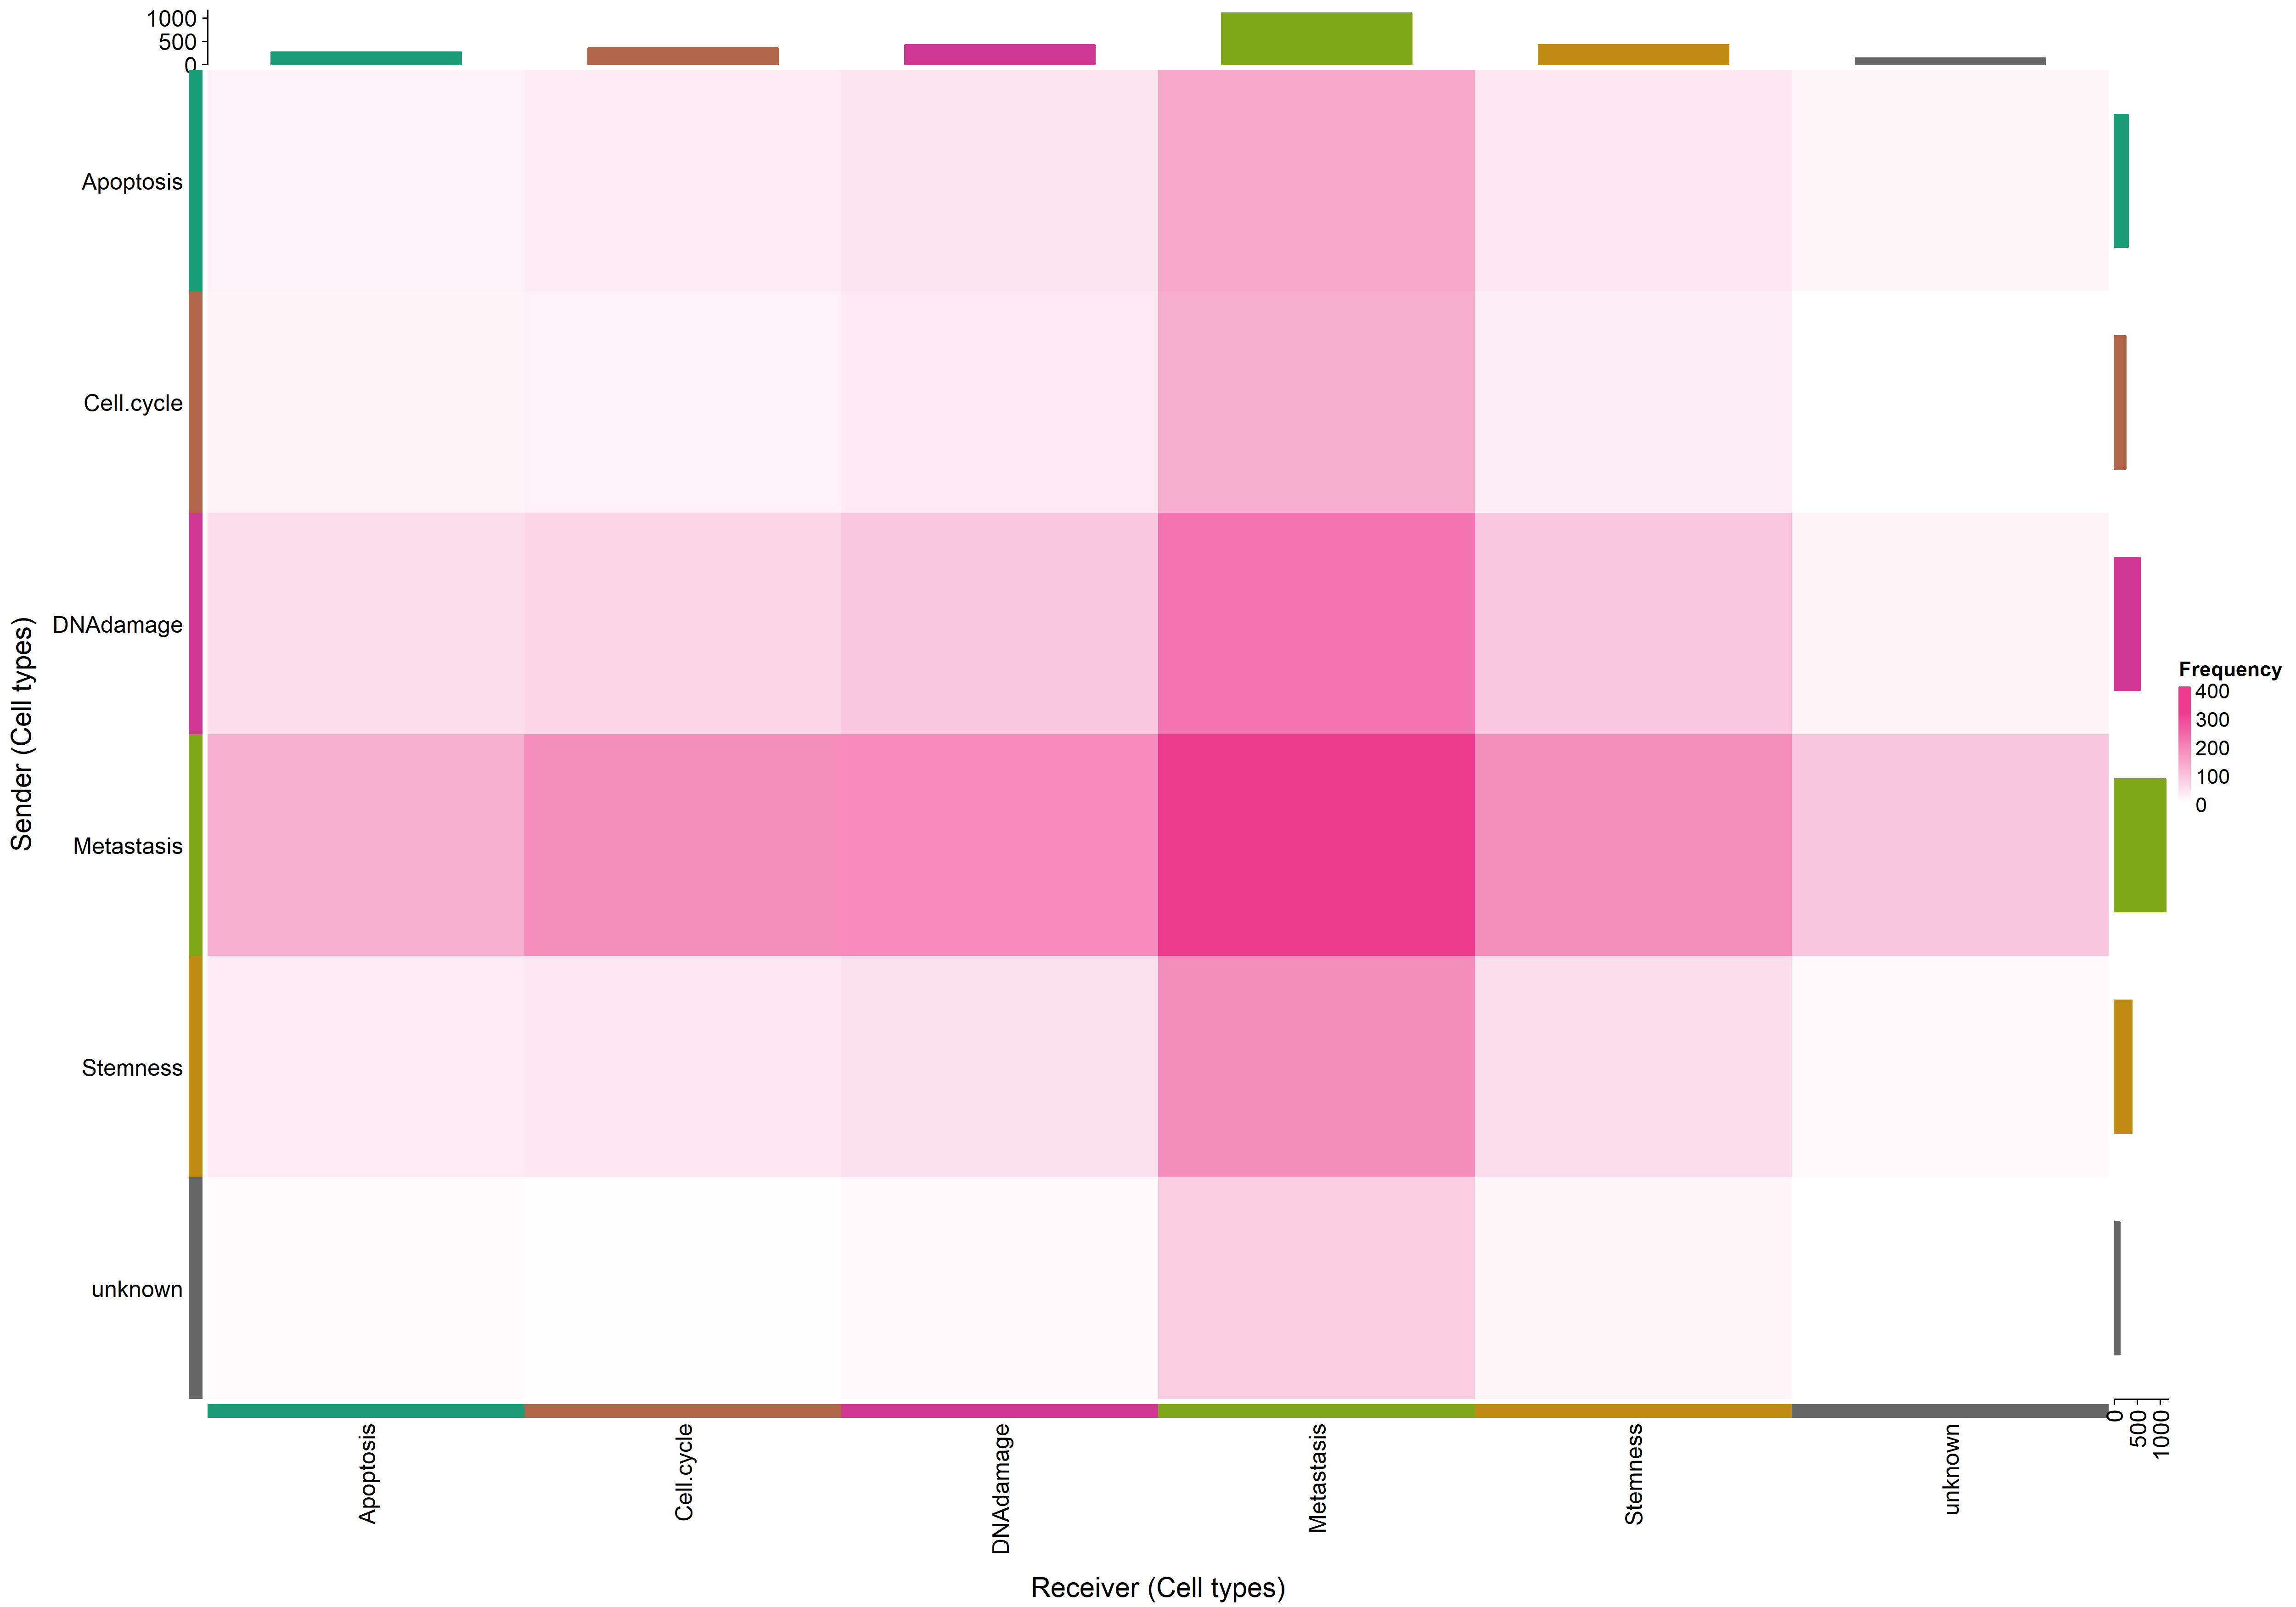 1000
500
0
Apoptosis
Cell.cycle
DNAdamage
Metastasis
Stemness
unknown
Sender (Cell types)
Frequency
400
300
200
100
0
0
500
1000
Apoptosis
Cell.cycle
DNAdamage
Metastasis
Stemness
unknown
Receiver (Cell types)